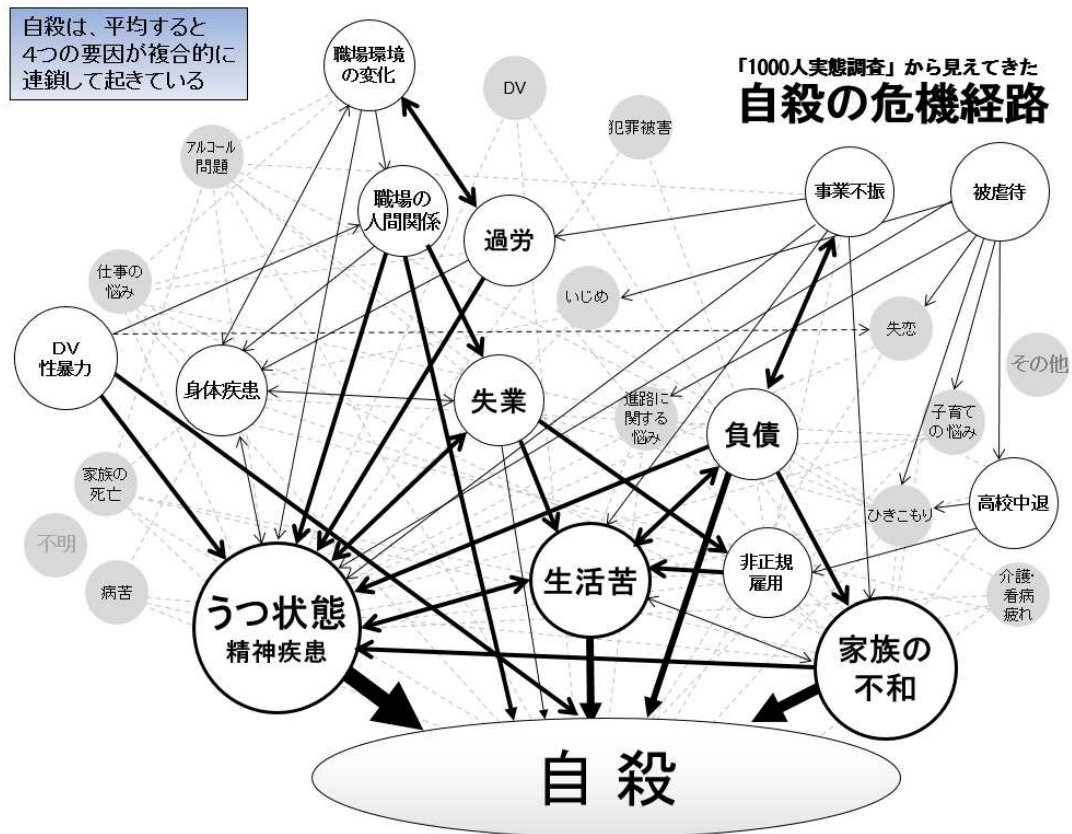 自殺は、平均すると
4つの要因が複合的に
連鎖して起きている
「1000人実態調査」から見えてきた
自殺の危機経路
職場環境
の変化
DV
犯罪被害
アルコール
問題
職場の
人間関係
過労
事業不振
被虐待
仕事の
悩み
いじめ
失恋
DV
性暴力
身体疾患
失業
進路に
関する
悩み
負債
その他
子育て
の悩み
家族の
死亡
ひきこもり
高校中退
不明
病苦
うつ状態
精神疾患
生活苦
非正規
雇用
介護・
看病
疲れ
家族の
不和
自殺